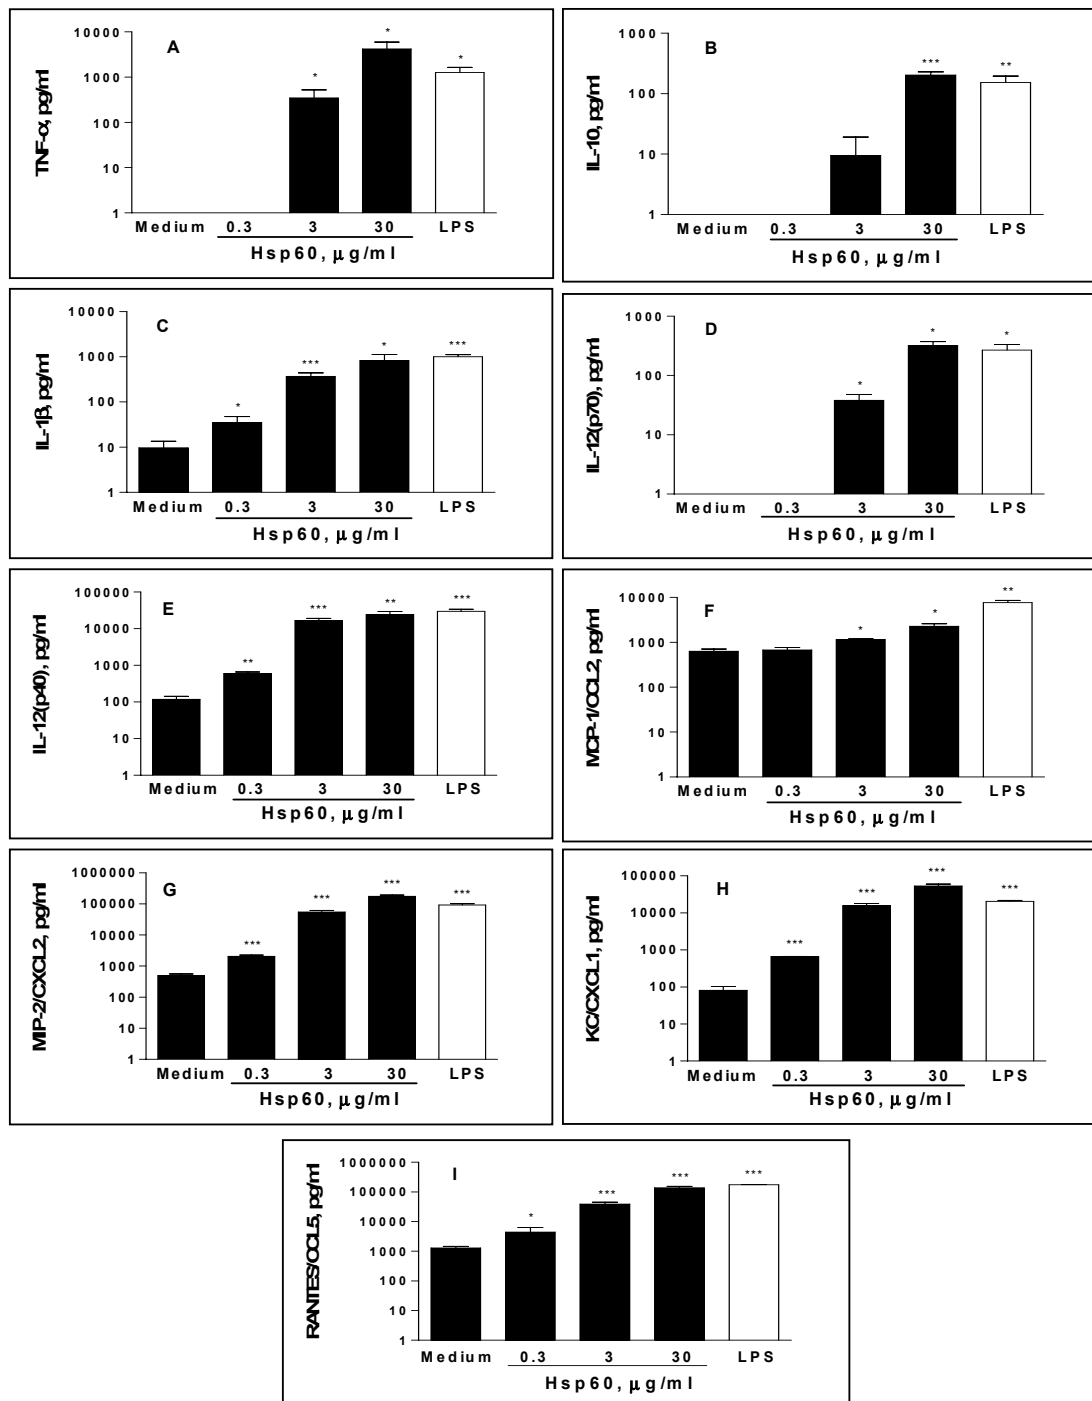 A
TNF-α, pg/ml
10000
1000
100
10
1
*
*
*
Medium 0.3 3 30 LPS
Hsp60, μg/ml
B
IL-10, pg/ml
1000
100
10
1
***
**
Medium 0.3 3 30 LPS
Hsp60, μg/ml
C
IL-1β, pg/ml
10000
1000
100
10
1
*
***
*
***
Medium 0.3 3 30 LPS
Hsp60, μg/ml
D
IL-12(p70), pg/ml
1000
100
10
1
*
*
*
Medium 0.3 3 30 LPS
Hsp60, μg/ml
E
IL-12(p40), pg/ml
100000
10000
1000
100
10
1
**
***
**
***
Medium 0.3 3 30 LPS
Hsp60, μg/ml
F
MCP-1/CCL2, pg/ml
10000
1000
100
10
1
*
*
**
Medium 0.3 3 30 LPS
Hsp60, μg/ml
G
MIP-2/CXCL2, pg/ml
1000000
100000
10000
1000
100
10
1
***
***
***
***
Medium 0.3 3 30 LPS
Hsp60, μg/ml
H
KC/CXCL1, pg/ml
100000
10000
1000
100
10
1
***
***
***
***
Medium 0.3 3 30 LPS
Hsp60, μg/ml
I
RANTES/CCL5, pg/ml
1000000
100000
10000
1000
100
10
1
*
***
***
***
Medium 0.3 3 30 LPS
Hsp60, μg/ml